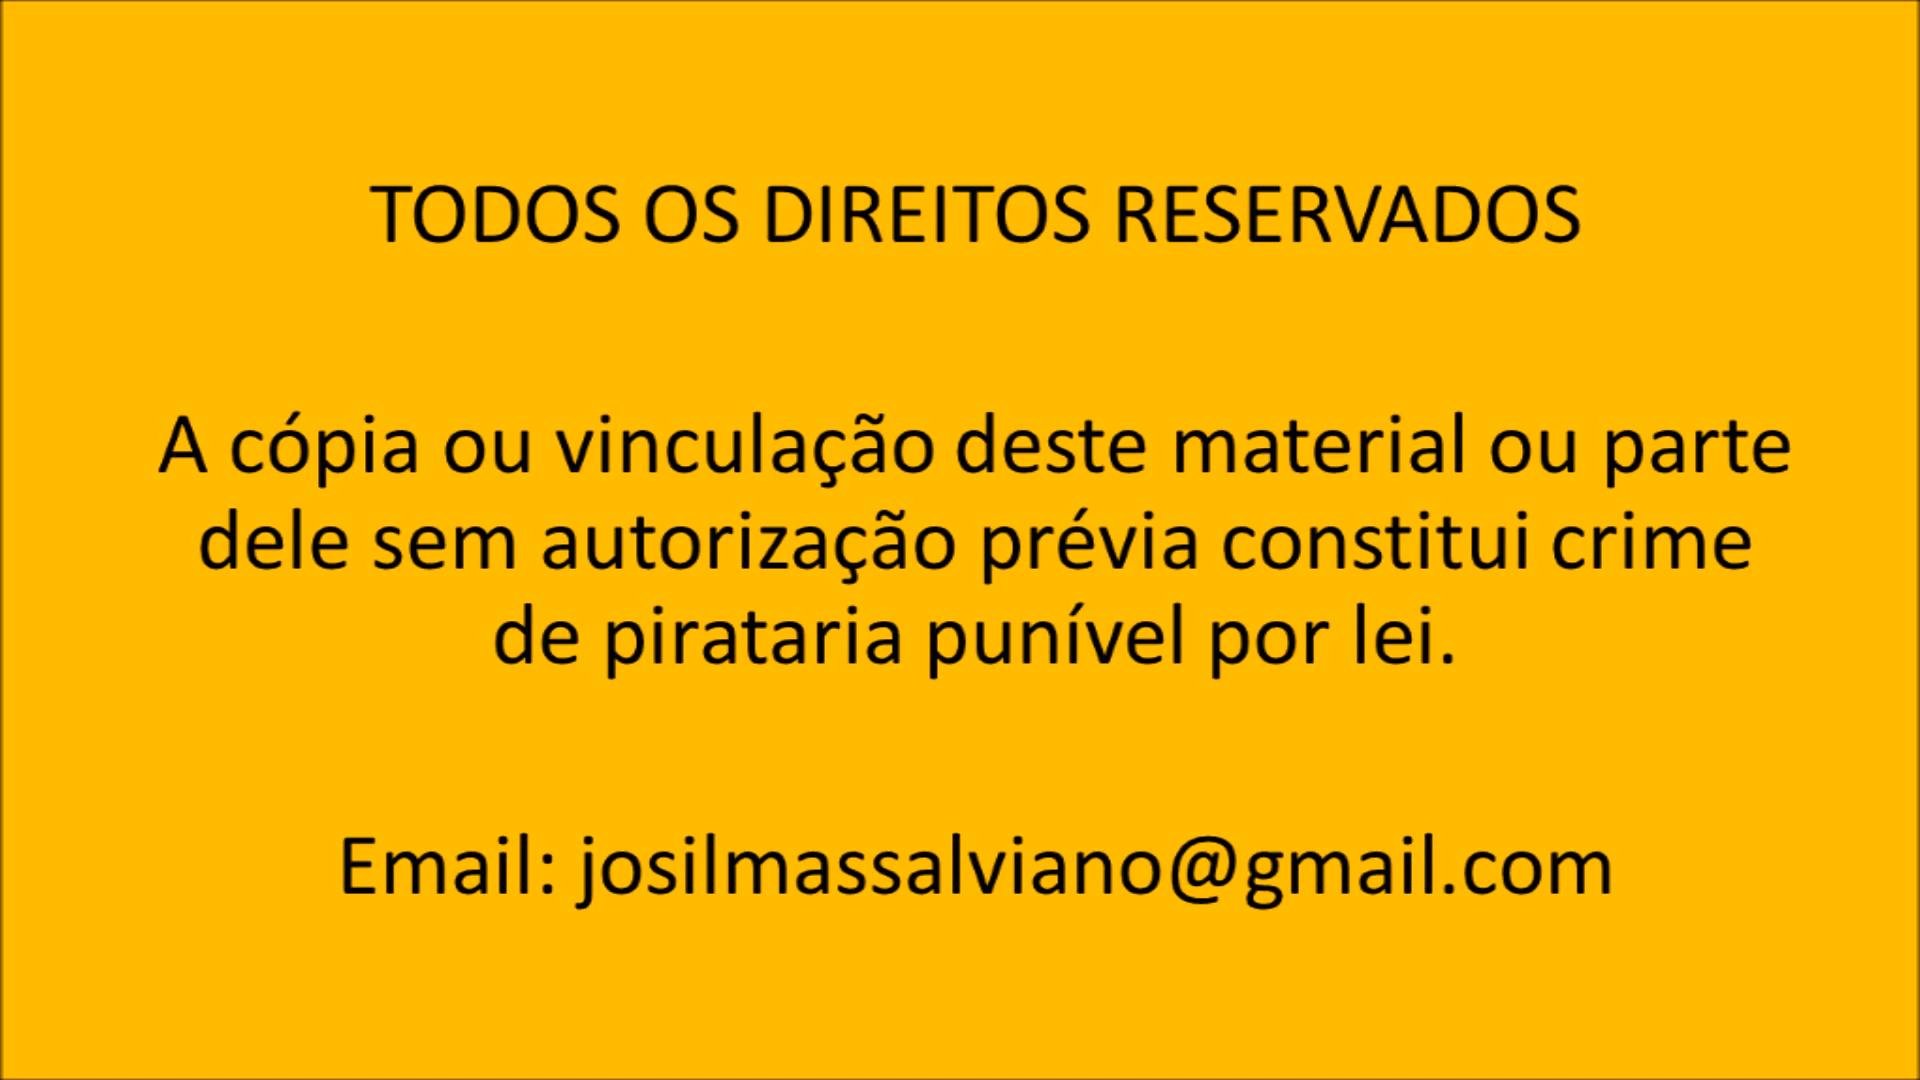 TODOS OS DIREITOS RESERVADOS
A cópia ou vinculação deste material ou parte
dele sem autorização prévia constitui crime
de pirataria punível por lei.
Email: josilmassalviano@gmail.com